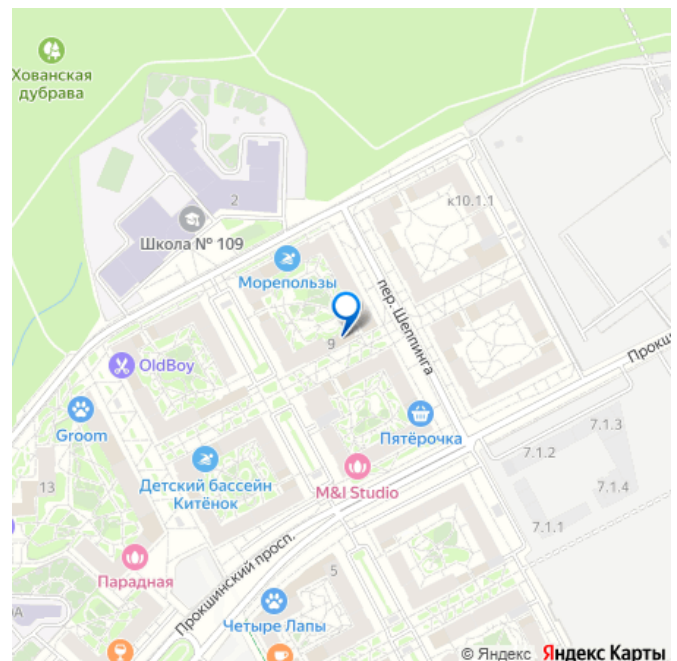 Хованская
дубрава
к10.1.1
2
Школа № 109
Морепользы
пер. Шеппинга
9
OldBoy
Groom
Пятёрочка
7.1.3
7.1.2
7.1.4
M&I Studio
Детский бассейн
Китёнок
13
7.1.1
Прокшинский просп.
5
Парадная
Четыре Лапы
© Яндекс Яндекс Карты